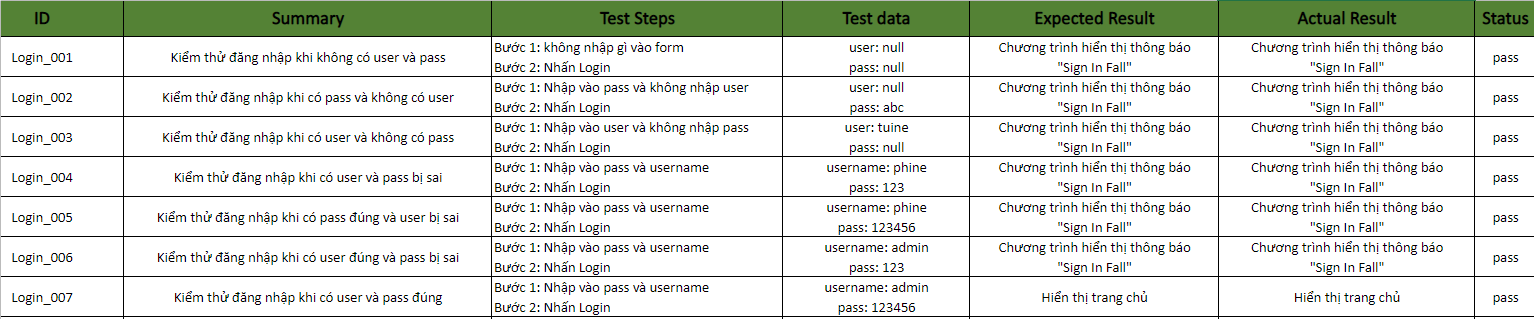 ID Summary Test Steps Test data Expected Result Actual Result Status
Login_001 Kiểm thử đăng nhập khi không có user và pass
Bước 1: không nhập gì vào form
Bước 2: Nhấn Login
user: null
pass: null
Chương trình hiển thị thông báo
"Sign In Fall"
Chương trình hiển thị thông báo
"Sign In Fall"
pass
Login_002 Kiểm thử đăng nhập khi có pass và không có user
Bước 1: Nhập vào pass và không nhập user
Bước 2: Nhấn Login
user: null
pass: abc
Chương trình hiển thị thông báo
"Sign In Fall"
Chương trình hiển thị thông báo
"Sign In Fall"
pass
Login_003 Kiểm thử đăng nhập khi có user và không có pass
Bước 1: Nhập vào user và không nhập pass
Bước 2: Nhấn Login
user: tuine
pass: null
Chương trình hiển thị thông báo
"Sign In Fall"
Chương trình hiển thị thông báo
"Sign In Fall"
pass
Login_004 Kiểm thử đăng nhập khi có user và pass bị sai
Bước 1: Nhập vào pass và username
Bước 2: Nhấn Login
username: phine
pass: 123
Chương trình hiển thị thông báo
"Sign In Fall"
Chương trình hiển thị thông báo
"Sign In Fall"
pass
Login_005 Kiểm thử đăng nhập khi có pass đúng và user bị sai
Bước 1: Nhập vào pass và username
Bước 2: Nhấn Login
username: phine
pass: 123456
Chương trình hiển thị thông báo
"Sign In Fall"
Chương trình hiển thị thông báo
"Sign In Fall"
pass
Login_006 Kiểm thử đăng nhập khi có user đúng và pass bị sai
Bước 1: Nhập vào pass và username
Bước 2: Nhấn Login
username: admin
pass: 123
Chương trình hiển thị thông báo
"Sign In Fall"
Chương trình hiển thị thông báo
"Sign In Fall"
pass
Login_007 Kiểm thử đăng nhập khi có user và pass đúng
Bước 1: Nhập vào pass và username
Bước 2: Nhấn Login
username: admin
pass: 123456
Hiển thị trang chủ
Hiển thị trang chủ
pass